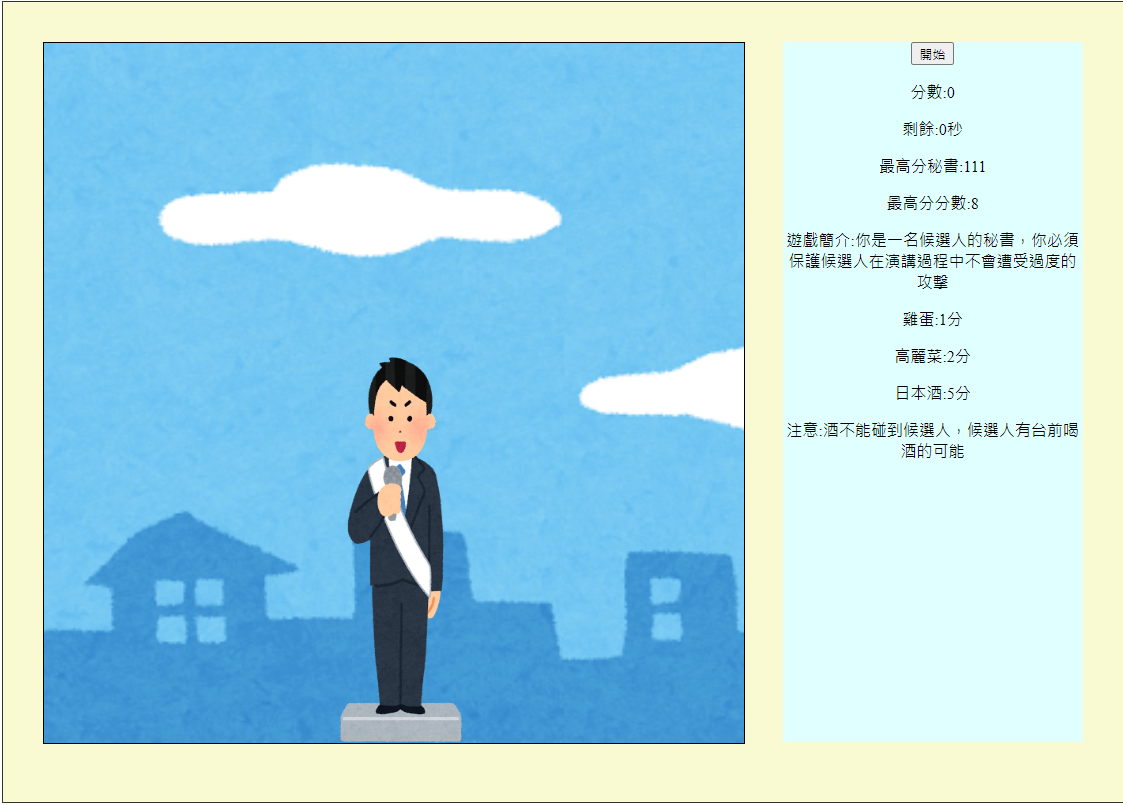 開始
分數:0
剩餘:0秒
最高分秘書:111
最高分分數:8
遊戲簡介:你是一名候選人的秘書，你必須
保護候選人在演講過程中不會遭受過度的
攻擊
雞蛋:1分
高麗菜:2分
日本酒:5分
注意:酒不能碰到候選人，候選人有台前喝
酒的可能